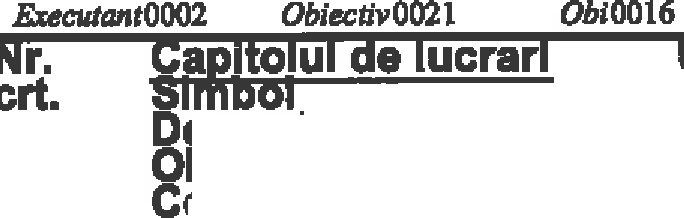 Executant0002 Obiectiv0021 Obi0016
Nr. Capitolul de lucrari
crt. Simbol